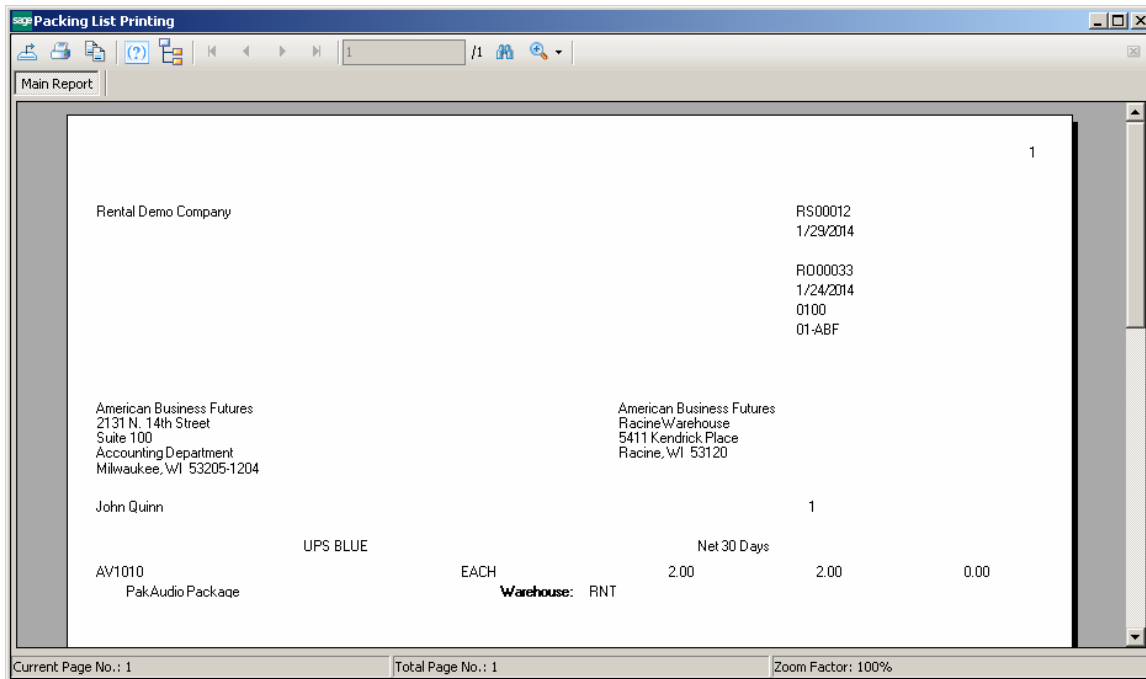 sage Packing List Printing
(?) 1 /1
Main Report
1
Rental Demo Company RS00012
1/29/2014
RO00033
1/24/2014
0100
01-ABF
American Business Futures American Business Futures
2131 N. 14th Street Racine Warehouse
Suite 100 5411 Kendrick Place
Accounting Department Racine, WI 53120
Milwaukee, WI 53205-1204
John Quinn 1
UPS BLUE Net 30 Days
AV1010 EACH 2.00 2.00 0.00
PakAudio Package Warehouse: RNT
Current Page No.: 1 Total Page No.: 1 Zoom Factor: 100%